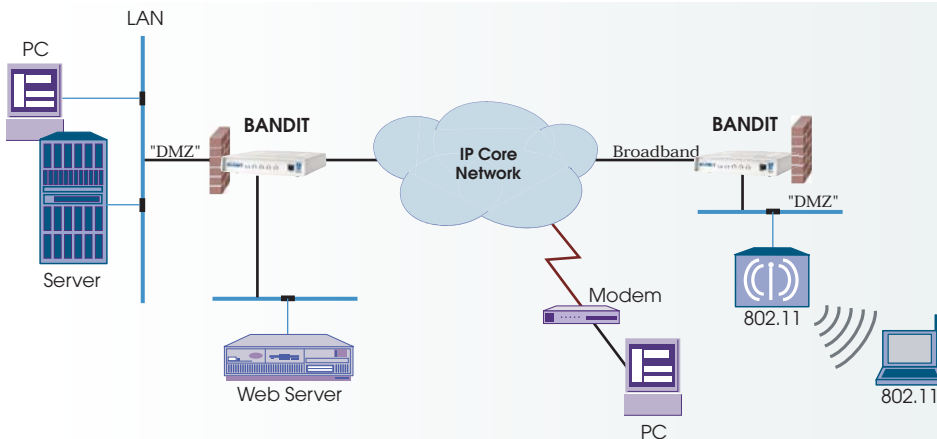 LAN
PC
BANDIT
BANDIT
"DMZ"
IP Core
Network
Broadband
"DMZ"
Server
Modem
802.11
Web Server
802.11
PC